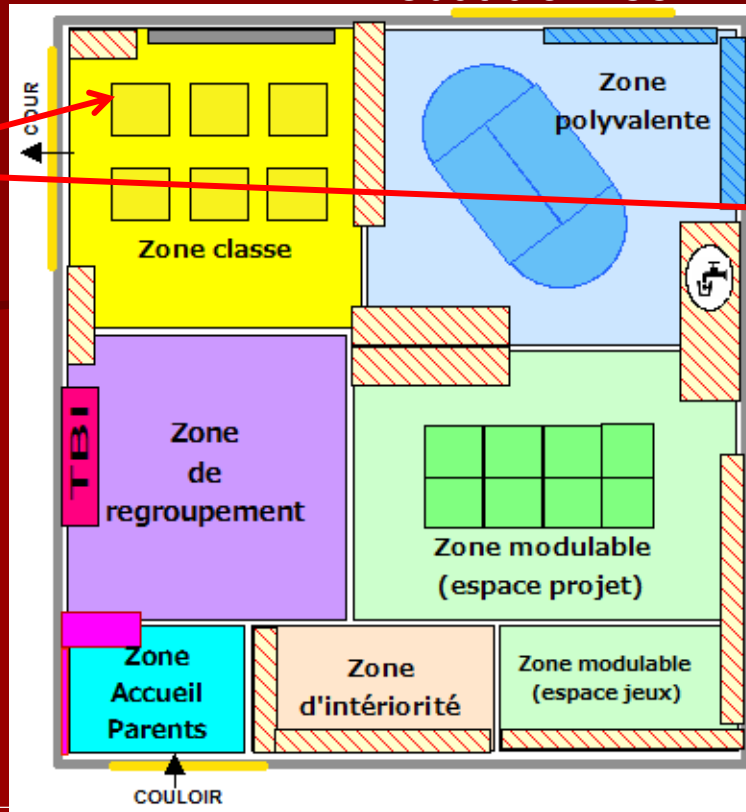 COUR
Zone classe
Zone
polyvalente
TBI
Zone
de
regroupement
Zone modulable
(espace projet)
Zone
Accueil
Parents
Zone
d'intériorité
Zone modulable
(espace jeux)
COULOIR